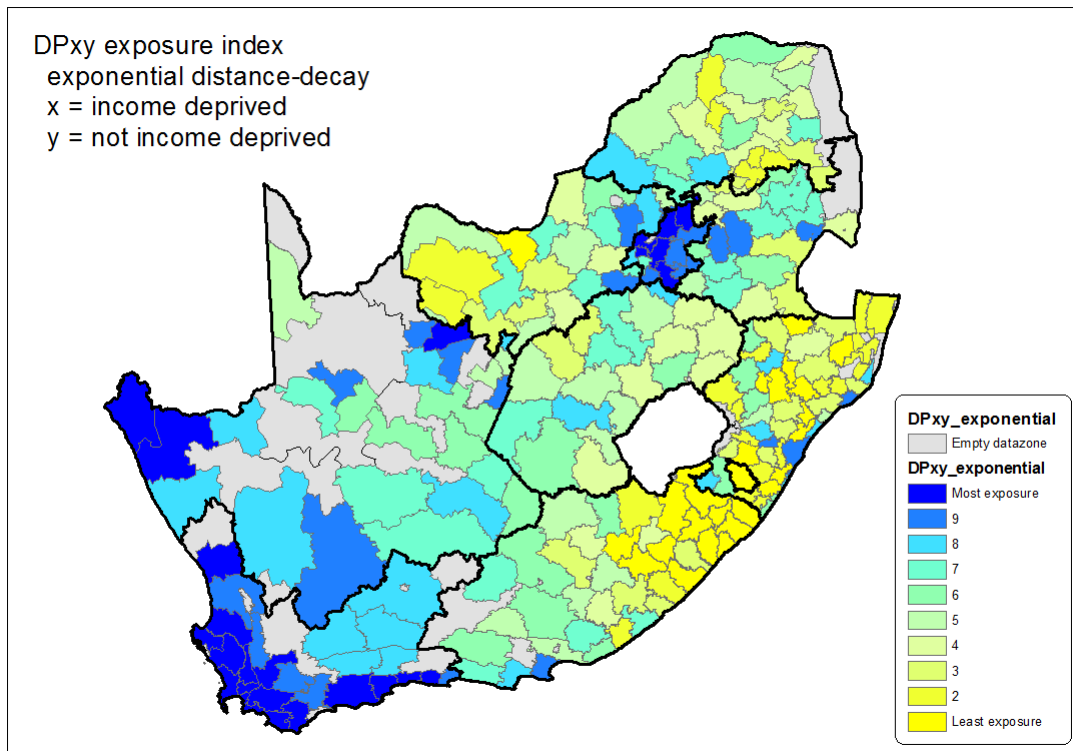 DPxy exposure index
exponential distance-decay
x = income deprived
y = not income deprived
DPxy_exponential
Empty datazone
DPxy_exponential
Most exposure
9
8
7
6
5
4
3
2
Least exposure